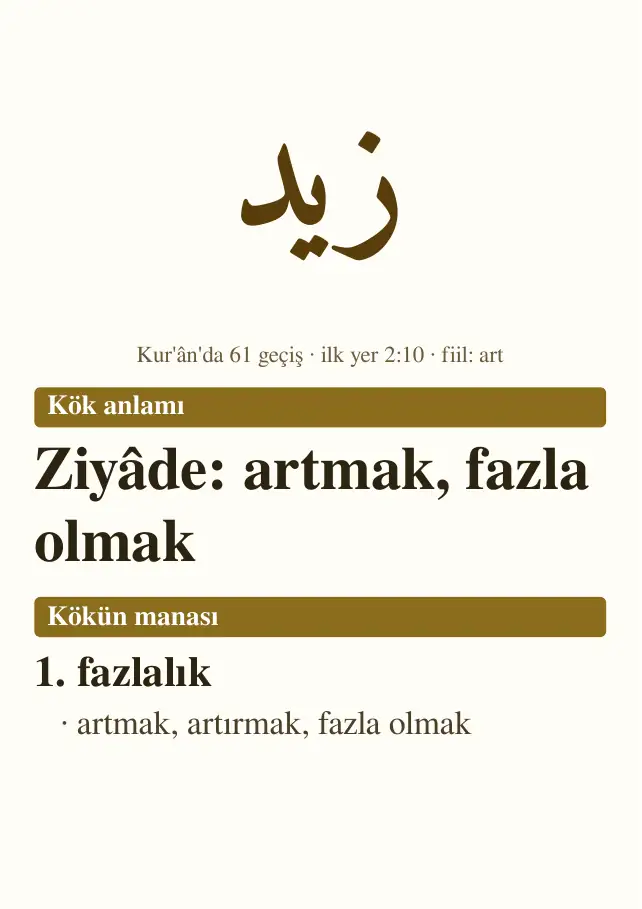 زيد
Kur'ân'da 61 geçiş · ilk yer 2:10 · fiil: art
Kök anlamı
Ziyâde: artmak, fazla
olmak
Kökün manası
1. fazlalık
· artmak, artırmak, fazla olmak